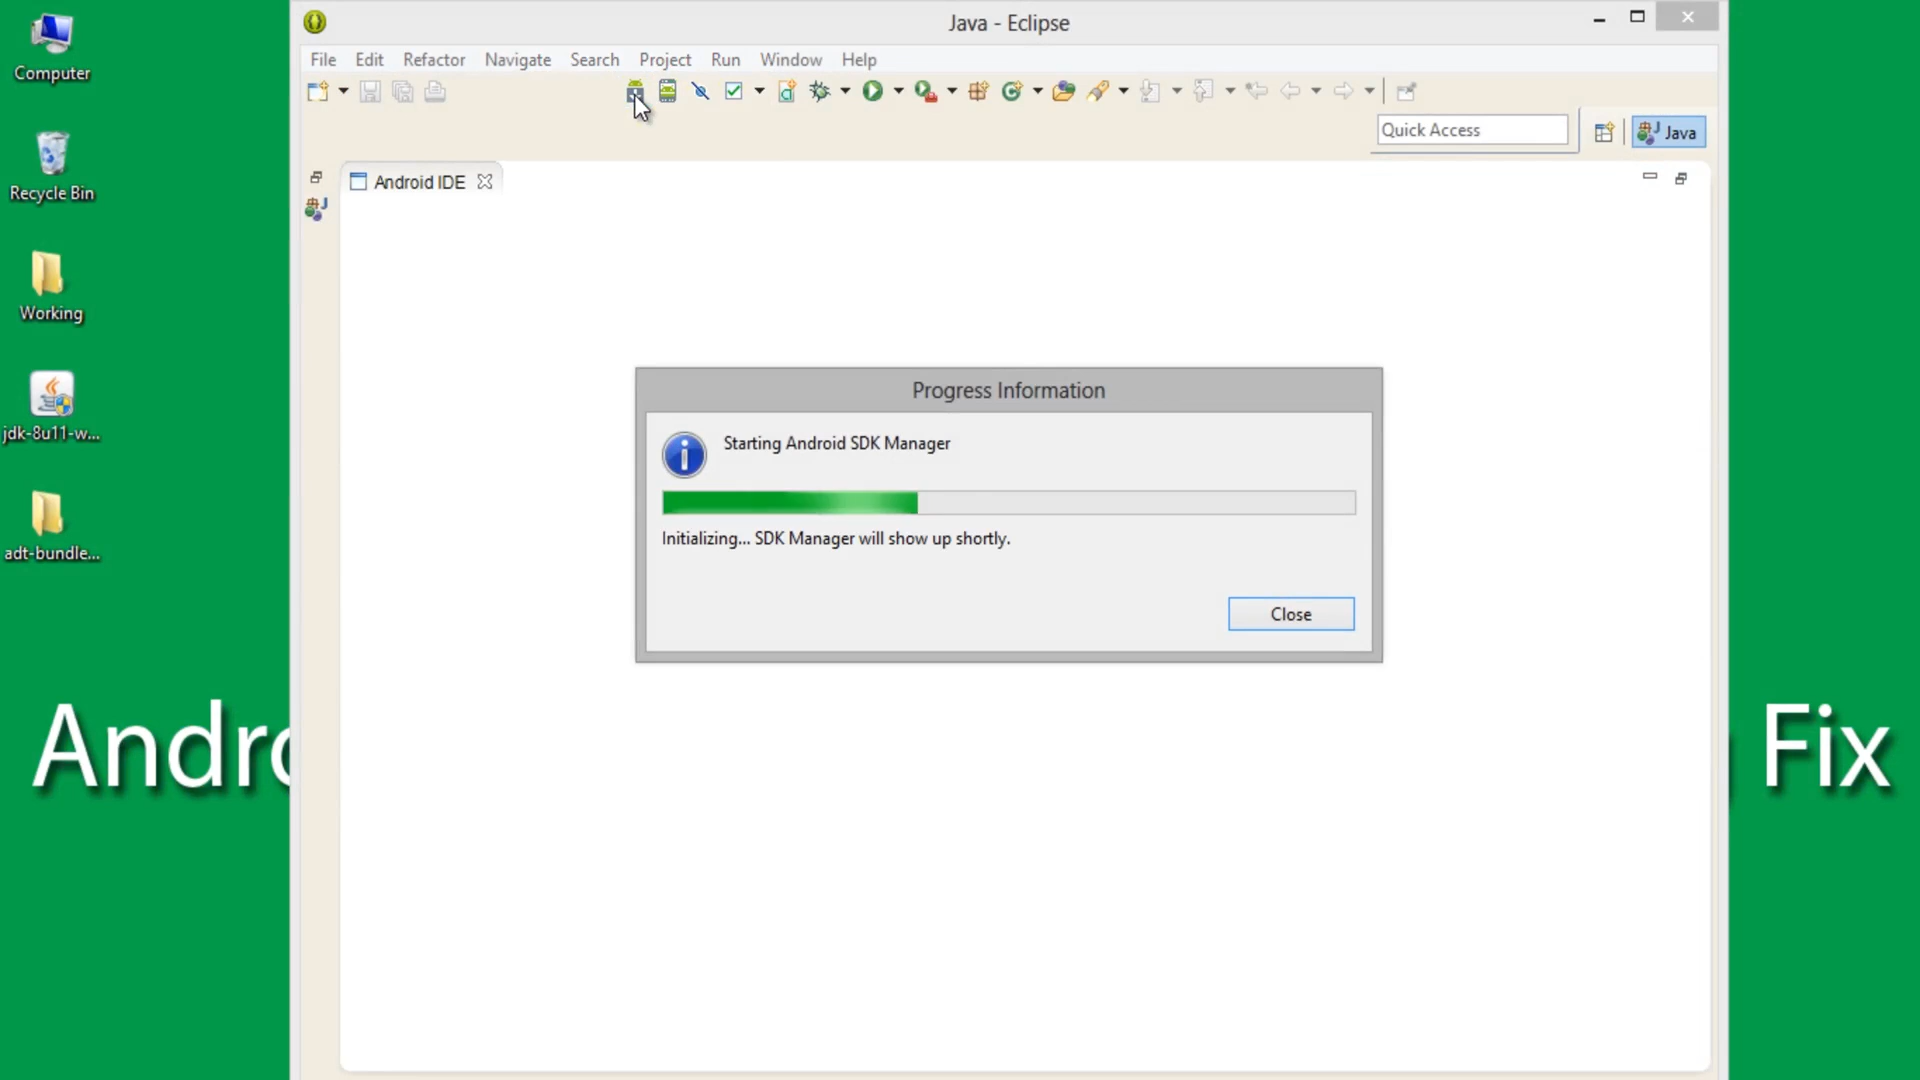 Computer
Recycle Bin
Working
jdk-8u11-w...
adt-bundle...
Java - Eclipse
File Edit Refactor Navigate Search Project Run Window Help
Quick Access
Java
Android IDE
Progress Information
Starting Android SDK Manager
Initializing... SDK Manager will show up shortly.
Close
Andr
Fix